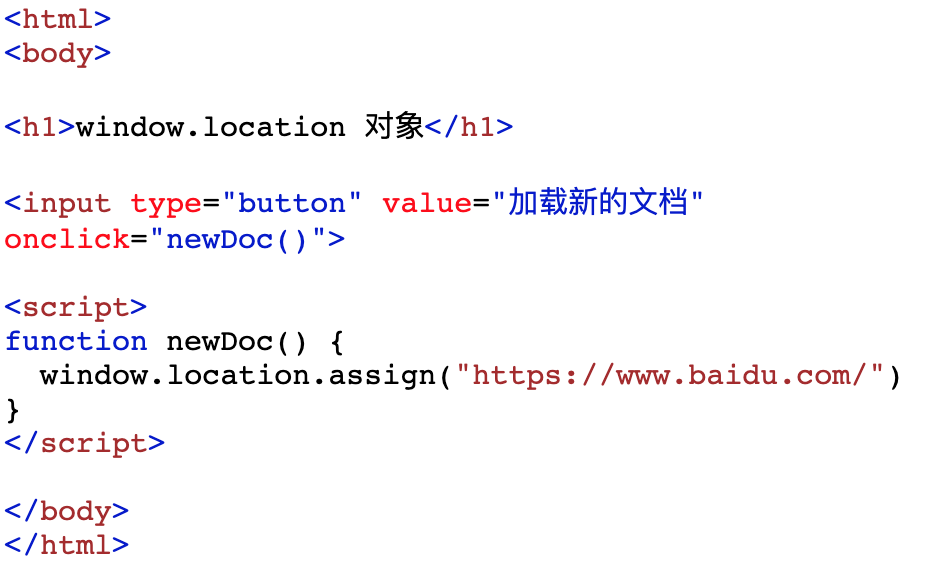 <html>
<body>
<h1>window.location 对象</h1>
<input type="button" value="加载新的文档"
onclick="newDoc()">
<script>
function newDoc() {
  window.location.assign("https://www.baidu.com/")
}
</script>
</body>
</html>